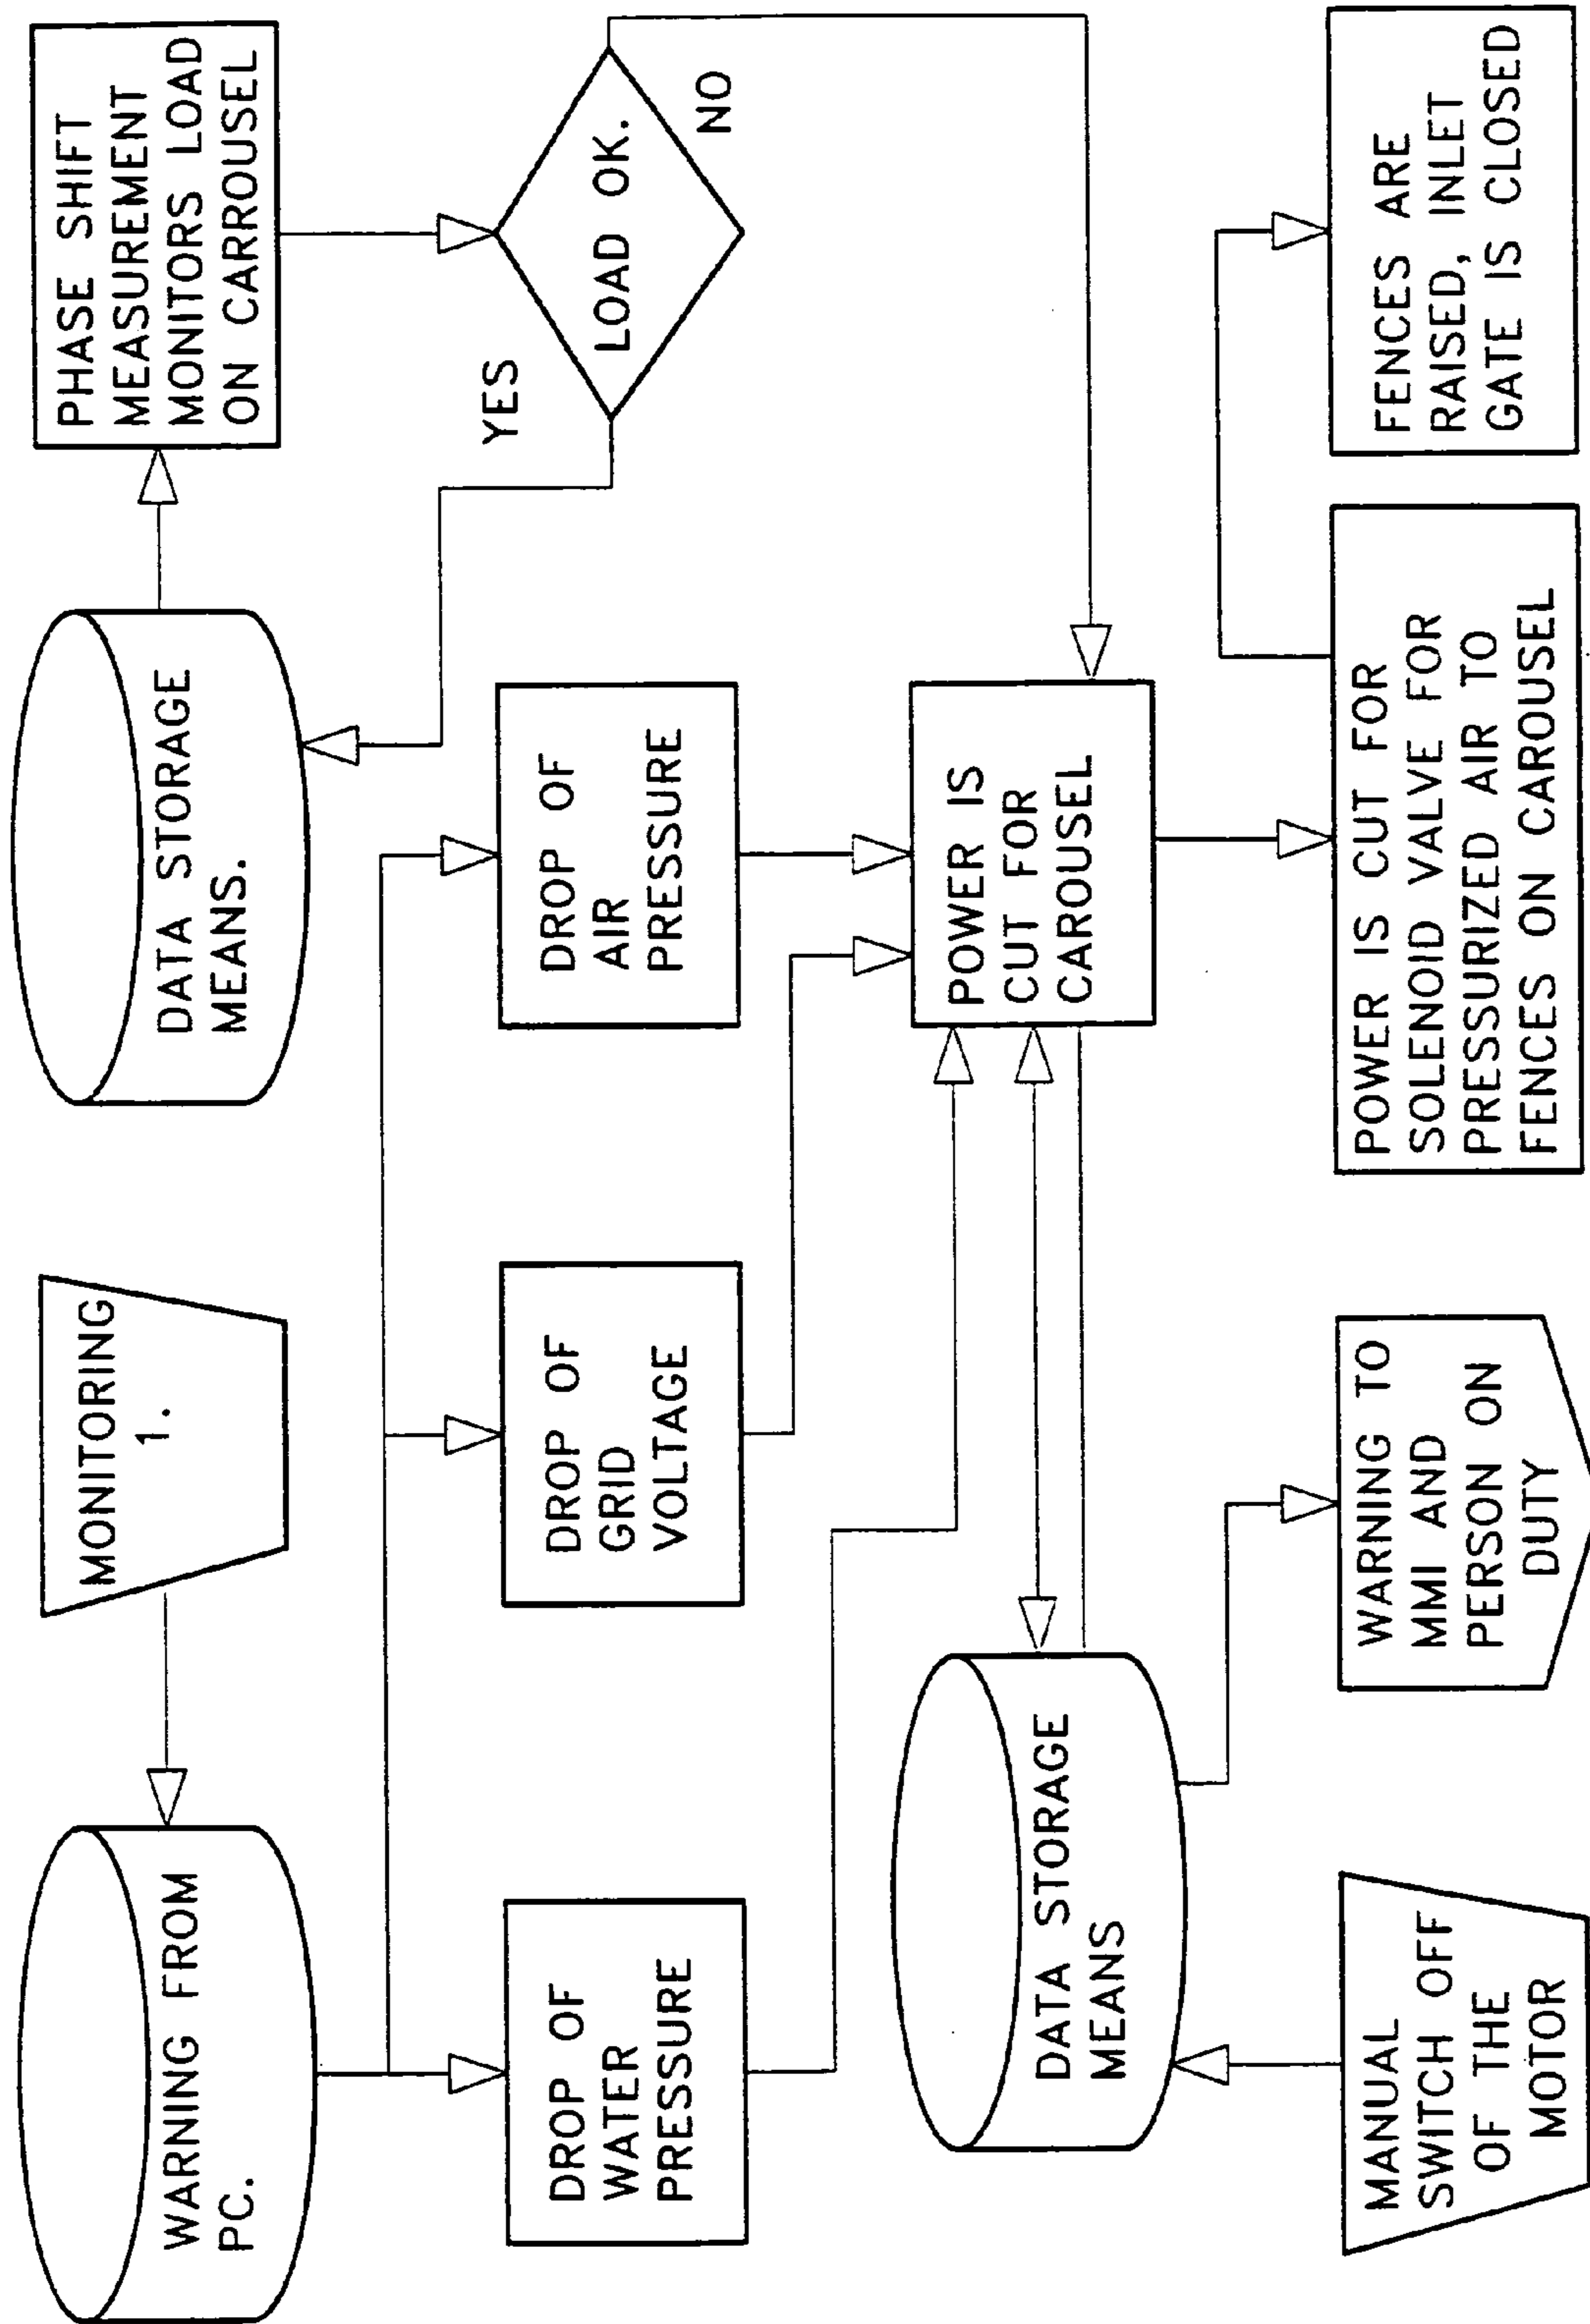 WARNING FROM
PC.
MONITORING
1.
DATA STORAGE
MEANS.
PHASE SHIFT
MEASUREMENT
MONITORS LOAD
ON CARROUSEL
DROP OF
WATER
PRESSURE
DROP OF
GRID
VOLTAGE
DROP OF
AIR
PRESSURE
YES
LOAD OK.
NO
DATA STORAGE
MEANS
POWER IS
CUT FOR
CAROUSEL
MANUAL
SWITCH OFF
OF THE
MOTOR
WARNING TO
MMI AND
PERSON ON
DUTY
POWER IS CUT FOR
SOLENOID VALVE FOR
PRESSURIZED AIR TO
FENCES ON CAROUSEL
FENCES ARE
RAISED, INLET
GATE IS CLOSED